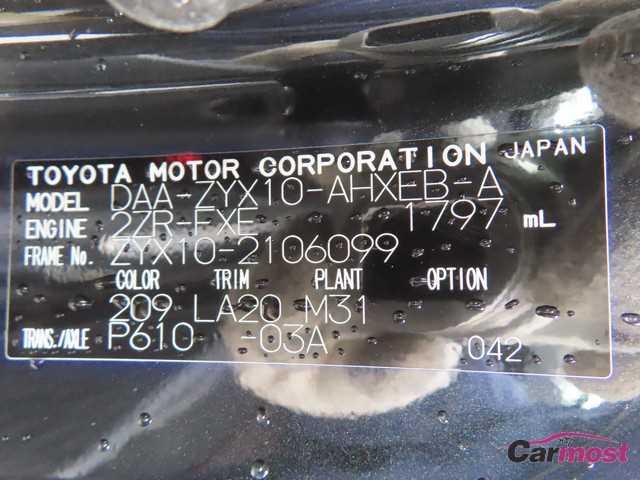 TOYOTA MOTOR CORPORATION JAPAN
MODEL DAA-ZYX10-AHXEB-A
ENGINE 2ZR-FXE 1797 mL
FRAME No. ZYX10-2106099
COLOR TRIM PLANT OPTION
209 LA20 M31
TRANS./AXLE P610 -03A 042
Carmost